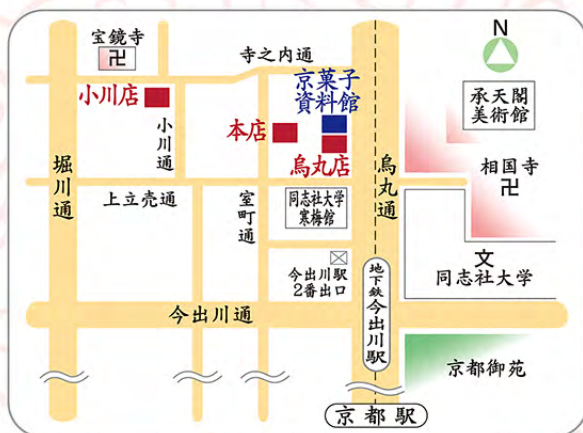 宝鏡寺
卍
寺之内通
N
小川店
京菓子
資料館
承天閣
美術館
小川通
本店
烏丸店
堀川通
烏丸通
相国寺
卍
上立売通
室町通
同志社大学
寒梅館
文
同志社大学
今出川駅
2番出口
地下鉄今出川駅
今出川通
京都御苑
京都駅